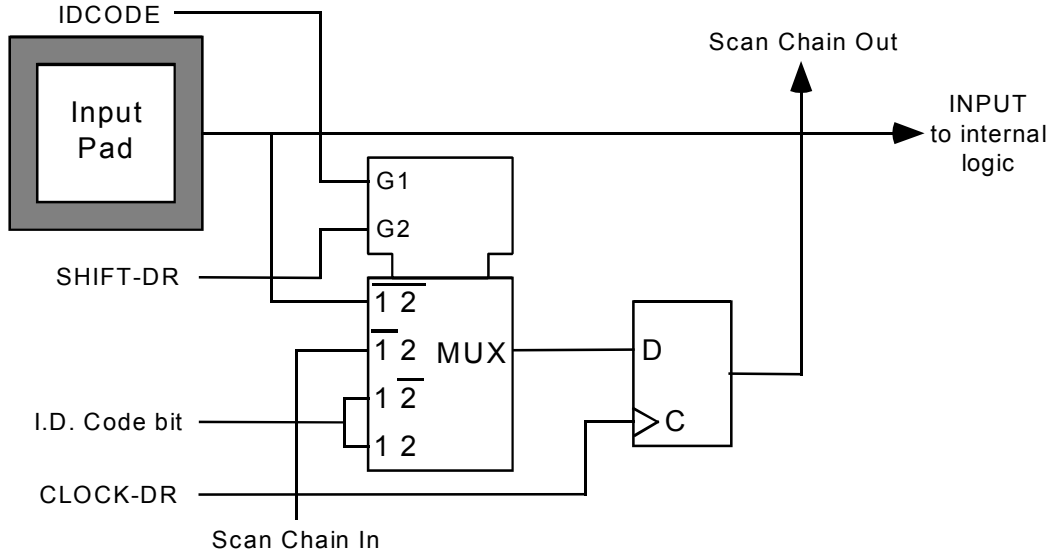 IDCODE
Scan Chain Out
Input
Pad
INPUT
to internal
logic
G1
G2
SHIFT-DR
1 2
1 2
MUX
D
1 2
I.D. Code bit
C
1 2
CLOCK-DR
Scan Chain In